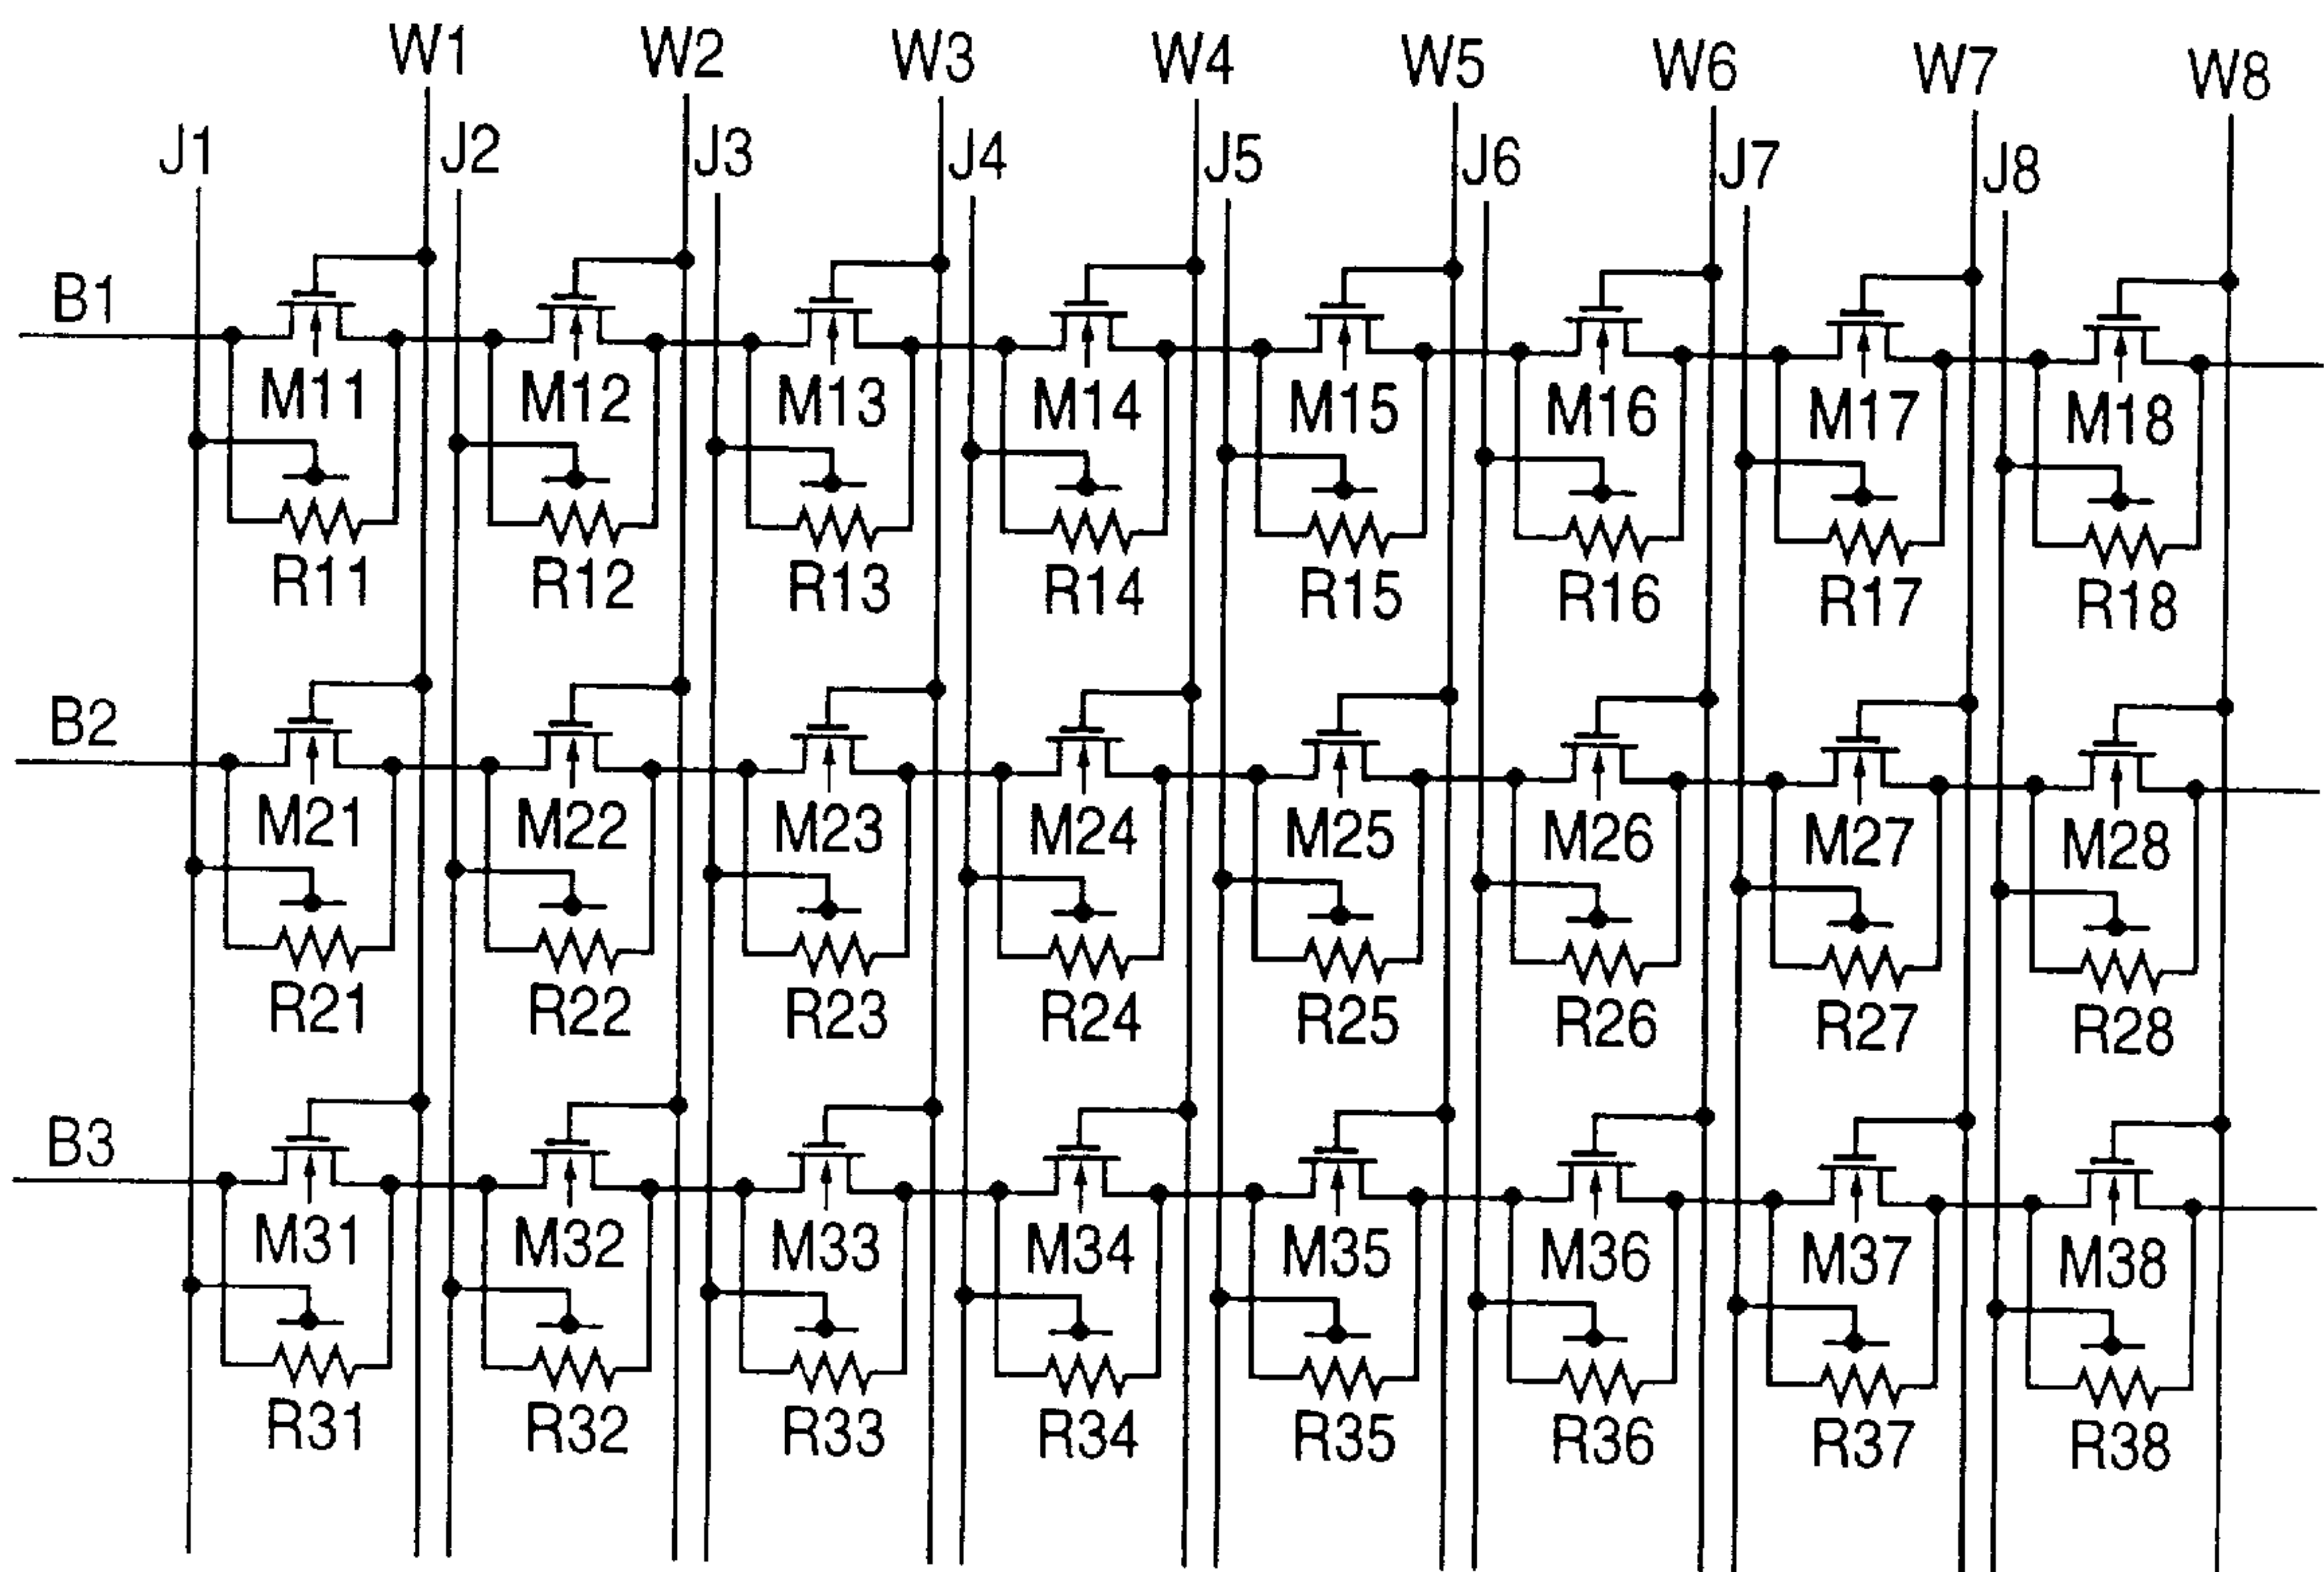 W1 W2 W3 W4 W5 W6 W7 W8
J1 J2 J3 J4 J5 J6 J7 J8
B1
M11 M12 M13 M14 M15 M16 M17 M18
R11 R12 R13 R14 R15 R16 R17 R18
B2
M21 M22 M23 M24 M25 M26 M27 M28
R21 R22 R23 R24 R25 R26 R27 R28
B3
M31 M32 M33 M34 M35 M36 M37 M38
R31 R32 R33 R34 R35 R36 R37 R38